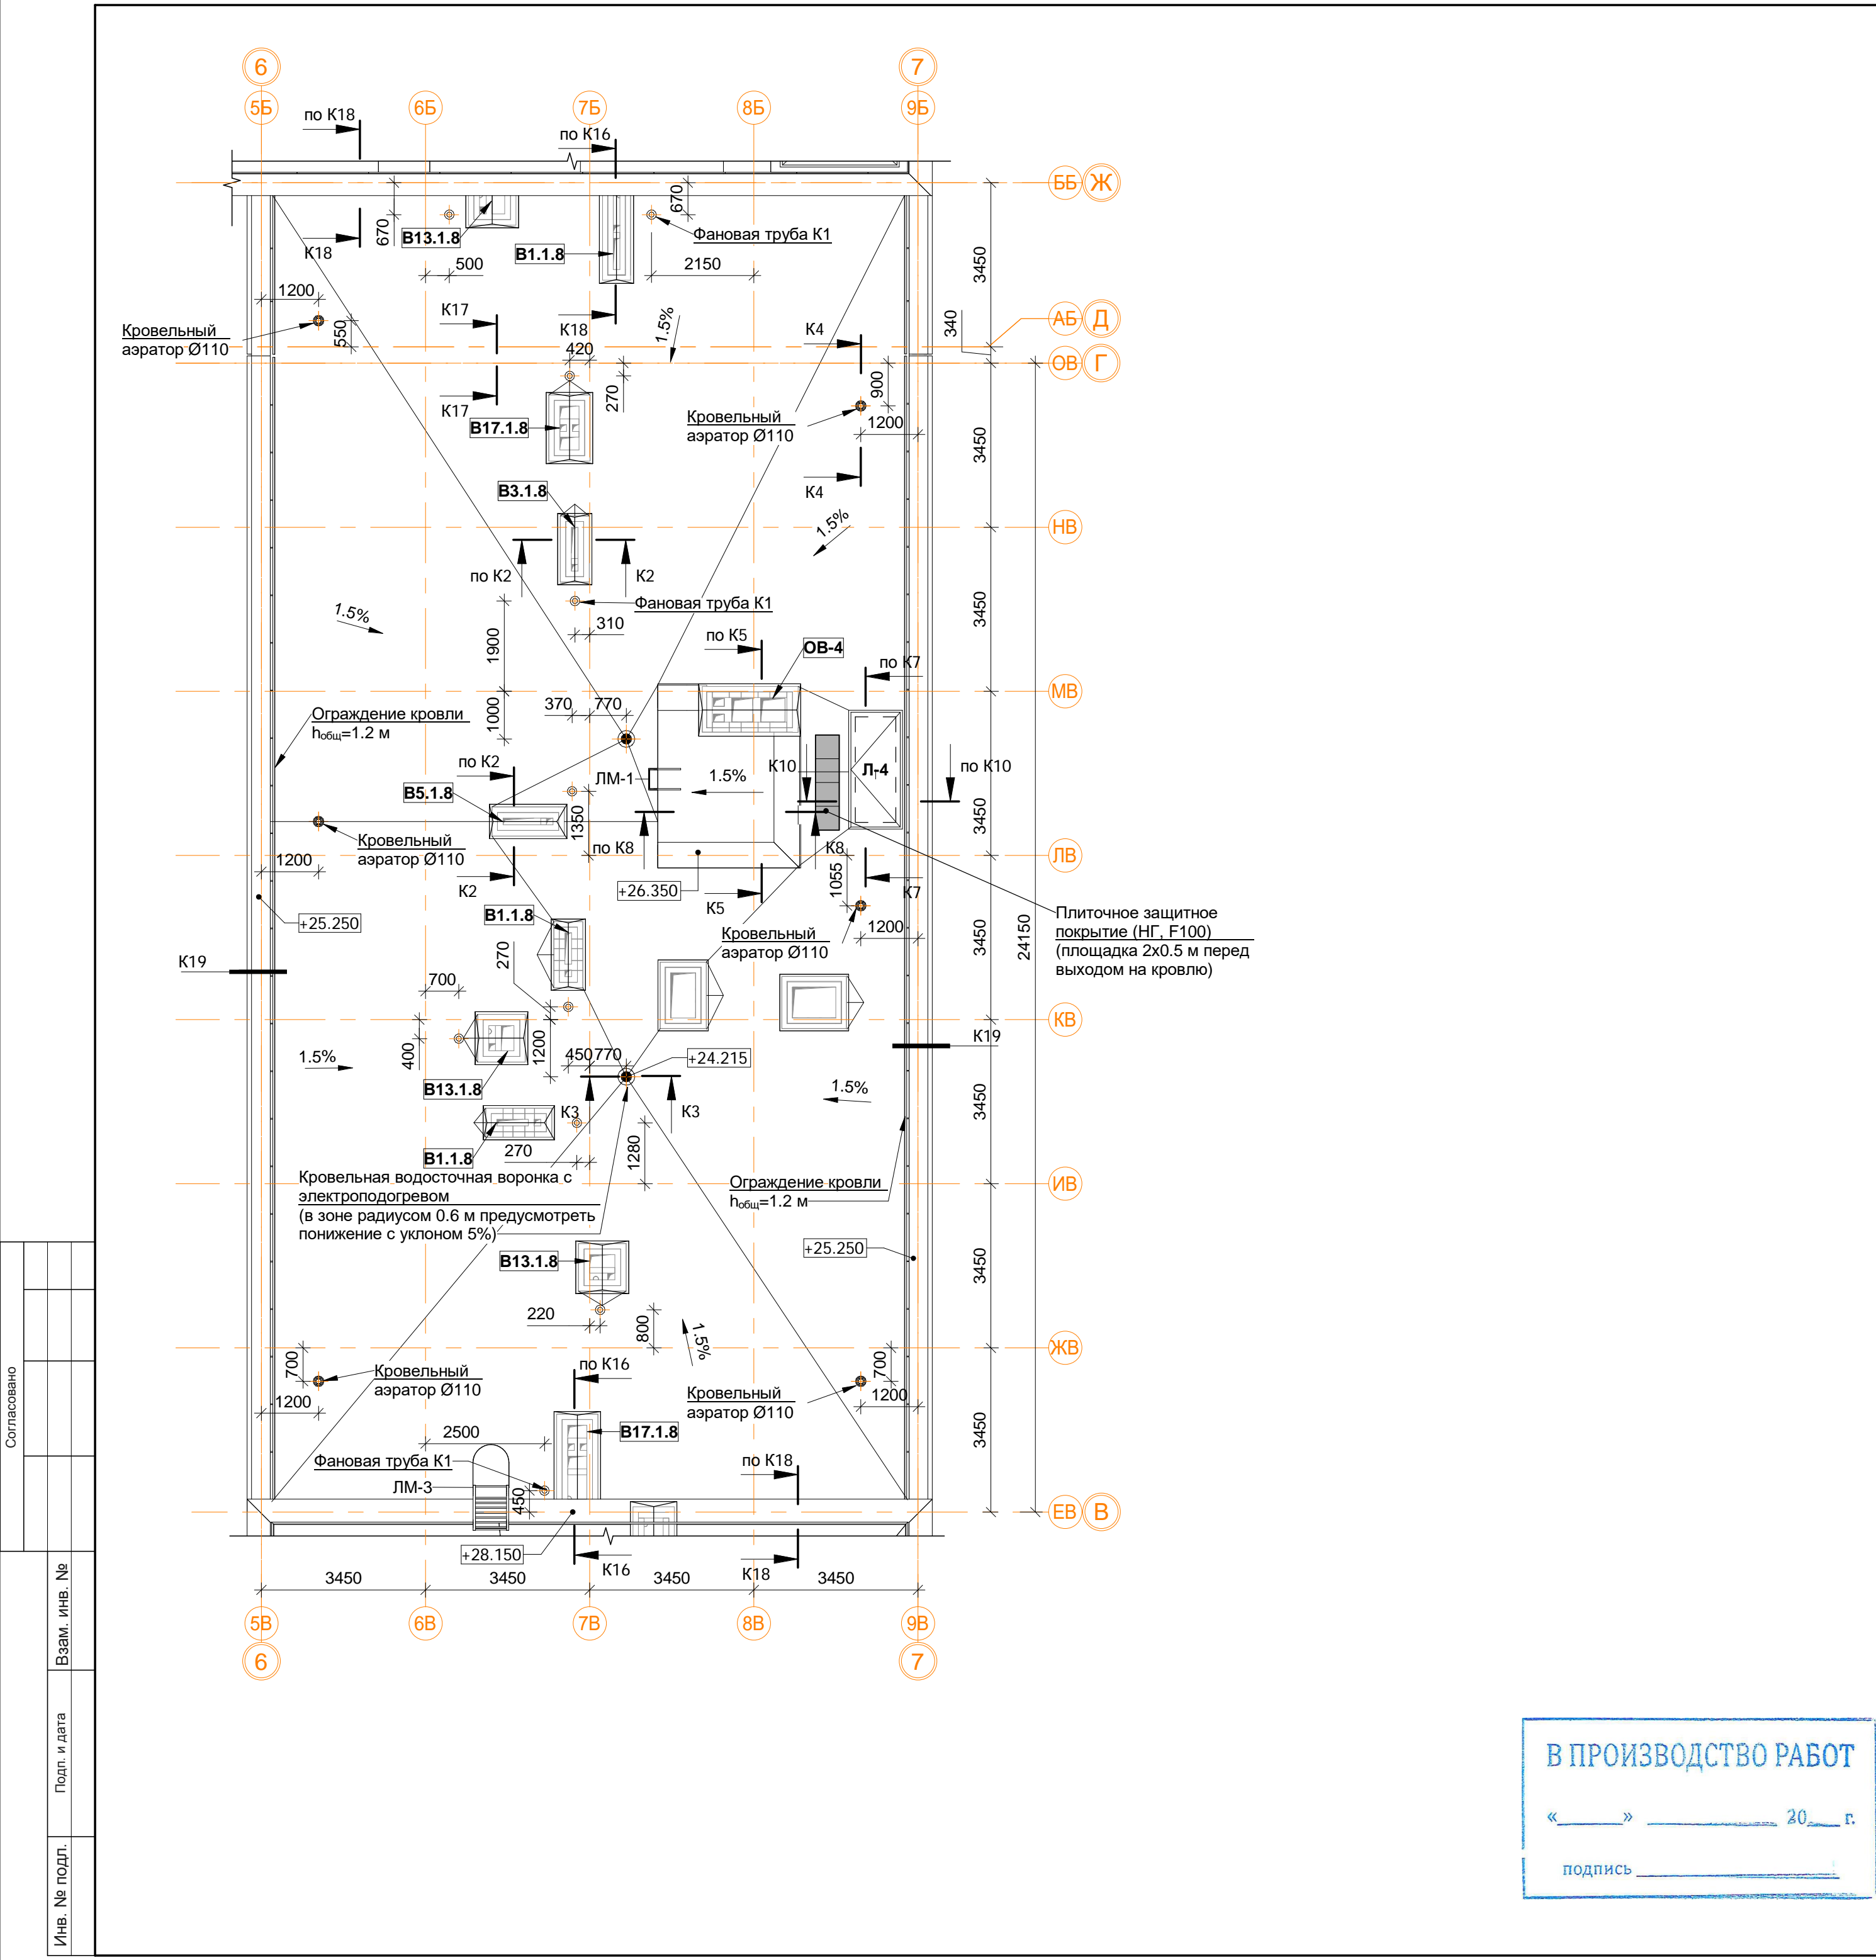 6
7
5Б
6Б
7Б
8Б
9Б
по К18
по К16
ББ
Ж
670
670
В13.1.8
Фановая труба К1
К18
В1.1.8
500
2150
3450
1200
К17
1.5%
340
АБ
Д
Кровельный
аэратор Ø110
550
К18
К4
420
ОВ
Г
270
900
К17
Кровельный
аэратор Ø110
1200
В17.1.8
3450
В3.1.8
К4
1.5%
НВ
по К2
К2
Фановая труба К1
1.5%
310
3450
1900
по К5
ОВ-4
по К7
МВ
370
770
1000
Ограждение кровли
hобщ=1.2 м
по К2
ЛМ-1
1.5%
К10
Л-4
по К10
В5.1.8
1350
3450
Кровельный
аэратор Ø110
по К8
К8
ЛВ
1200
К2
+26.350
1055
К7
К5
В1.1.8
+25.250
Кровельный
аэратор Ø110
1200
3450
24150
Плиточное защитное
покрытие (НГ, F100)
(площадка 2х0.5 м перед
выходом на кровлю)
К19
270
700
КВ
К19
400
1200
1.5%
450
770
+24.215
В13.1.8
1.5%
К3
К3
3450
В1.1.8
270
1280
Кровельная водосточная воронка с
электроподогревом
(в зоне радиусом 0.6 м предусмотреть
понижение с уклоном 5%)
Ограждение кровли
hобщ=1.2 м
ИВ
+25.250
В13.1.8
3450
220
800
1.5%
ЖВ
700
по К16
700
Кровельный
аэратор Ø110
Кровельный
аэратор Ø110
1200
1200
2500
В17.1.8
3450
Фановая труба К1
по К18
ЛМ-3
450
ЕВ
В
+28.150
К16
К18
3450
3450
3450
3450
5В
6В
7В
8В
9В
6
7
Согласовано
Взам. инв. №
Подп. и дата
Инв. № подл.
В ПРОИЗВОДСТВО РАБОТ
«______» ____________ 20___ г.
подпись ____________________